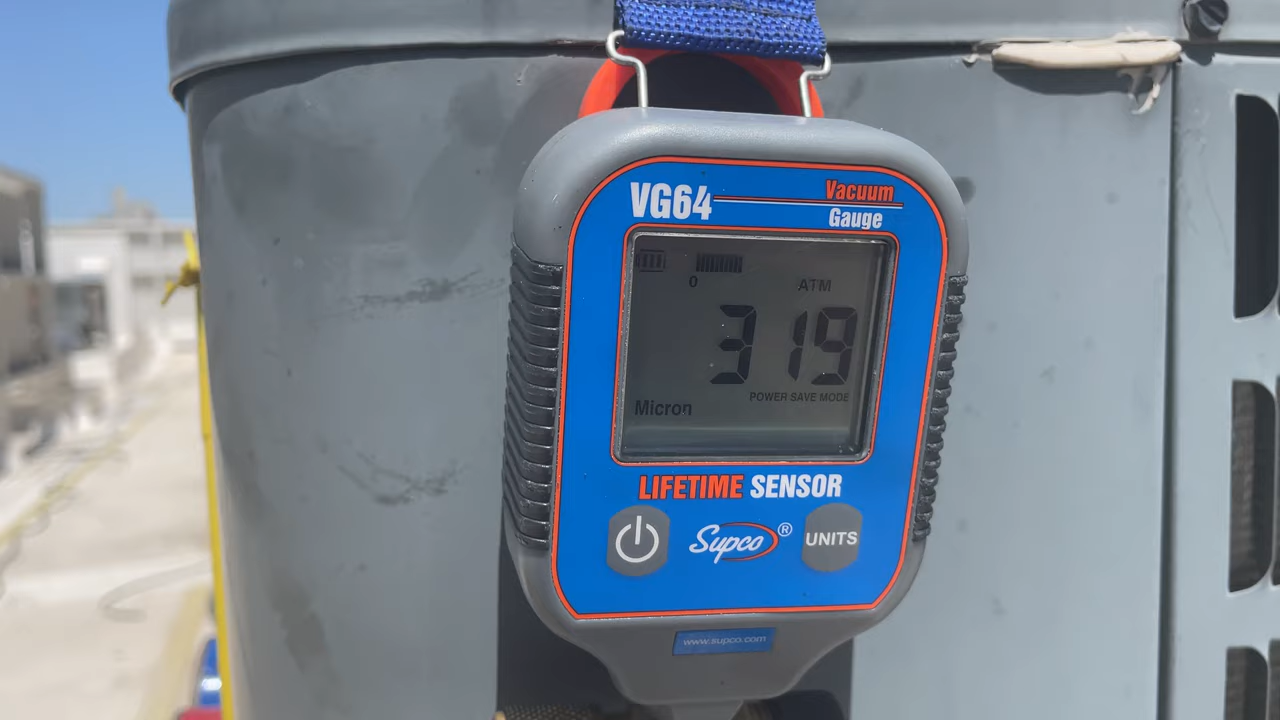 VG64
Vacuum
Gauge
0
ATM
319
POWER SAVE MODE
Micron
LIFETIME SENSOR
Supco®
UNITS
www.supco.com